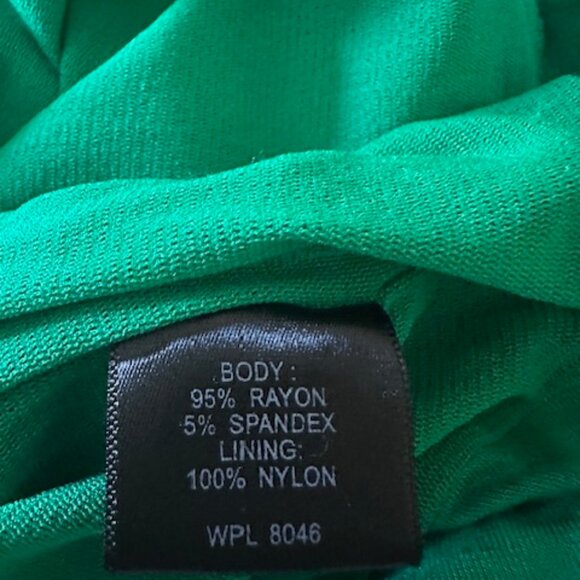 BODY :
95% RAYON
5% SPANDEX
LINING:
100% NYLON
WPL 8046